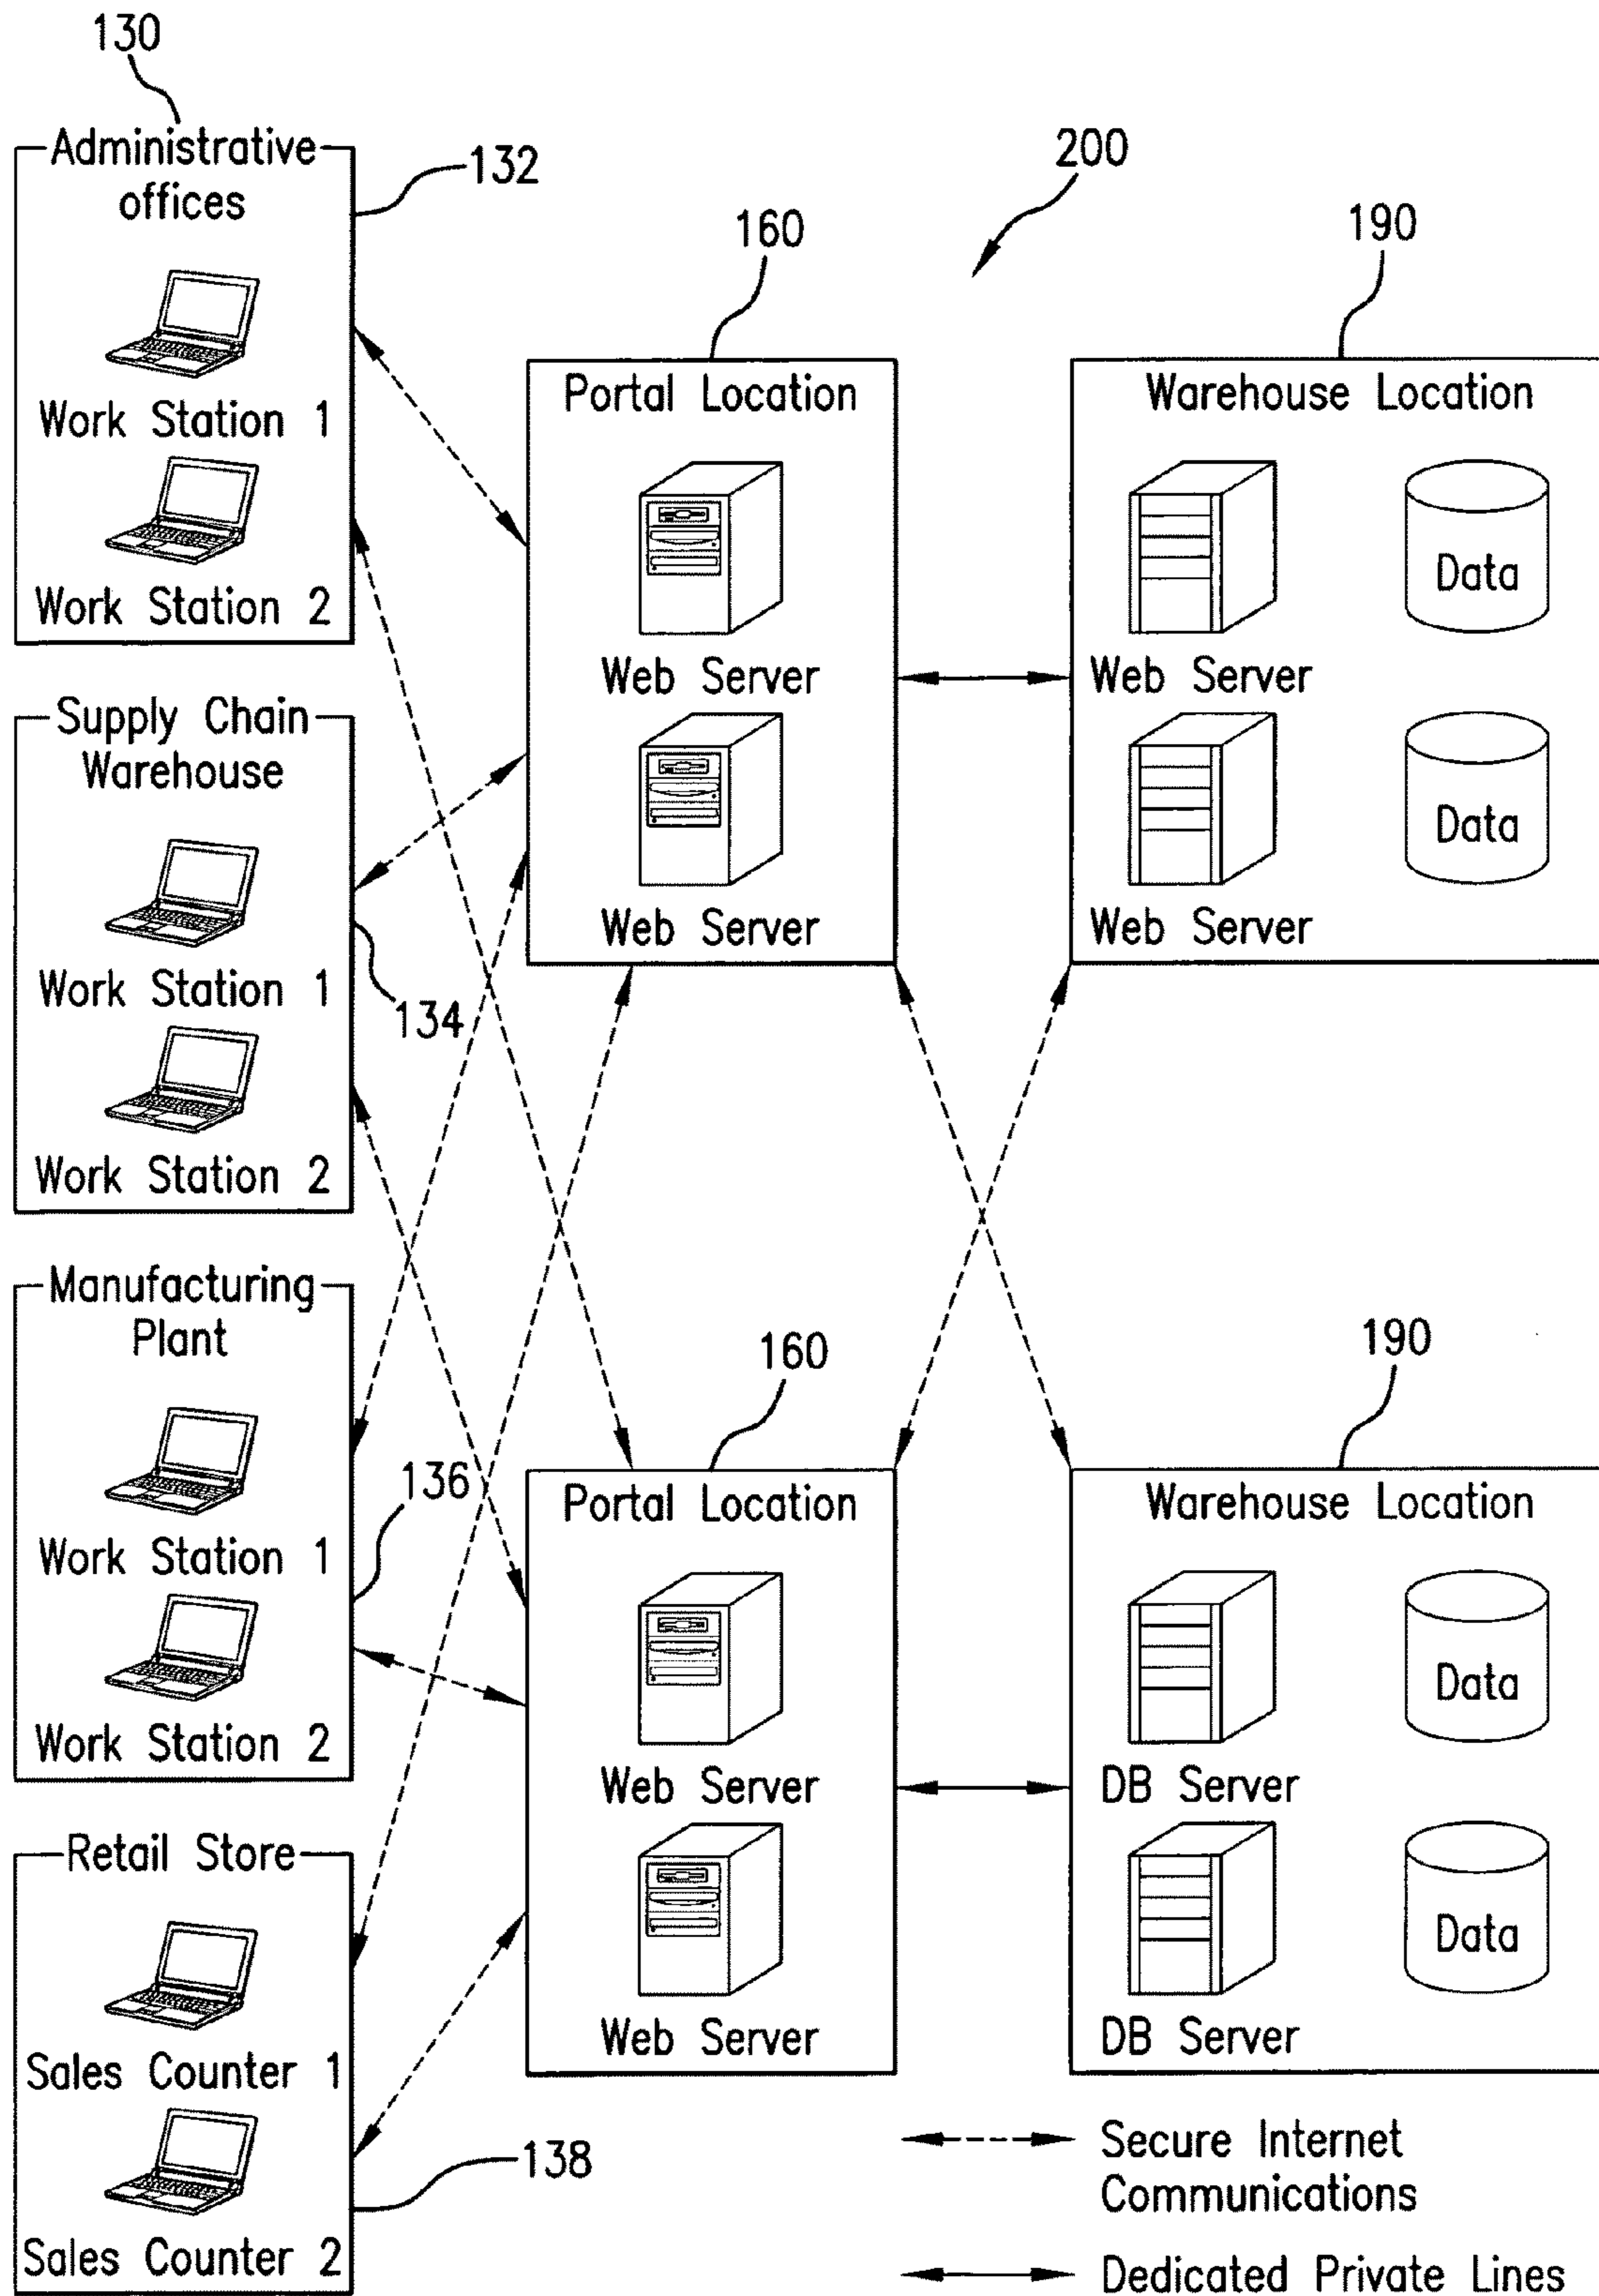 130
Administrative
offices
132
Work Station 1
Work Station 2
Supply Chain
Warehouse
Work Station 1
134
Work Station 2
Manufacturing
Plant
Work Station 1
136
Work Station 2
Retail Store
Sales Counter 1
138
Sales Counter 2
200
160
Portal Location
Web Server
Web Server
190
Warehouse Location
Data
Web Server
Data
Web Server
160
Portal Location
Web Server
Web Server
190
Warehouse Location
Data
DB Server
Data
DB Server
Secure Internet
Communications
Dedicated Private Lines